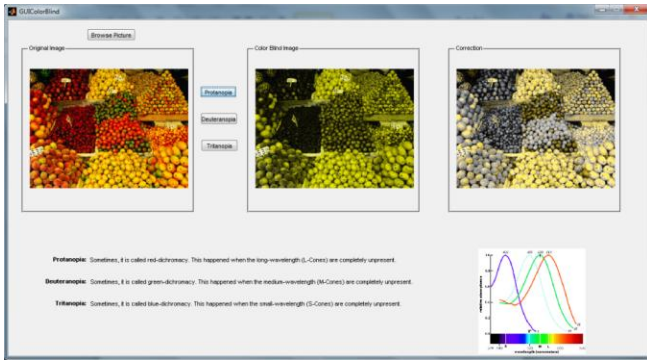 GUIColorBlind
Browse Picture
Original Image
Color Blind Image
Correction
Protanopia
Deuteranopia
Tritanopia
Protanopia: Sometimes, it is called red-dichromacy. This happened when the long-wavelength (L-Cones) are completely unpresent.
Deuteranopia: Sometimes, it is called green-dichromacy. This happened when the medium-wavelength (M-Cones) are completely unpresent.
Tritanopia: Sometimes, it is called blue-dichromacy. This happened when the small-wavelength (S-Cones) are completely unpresent.